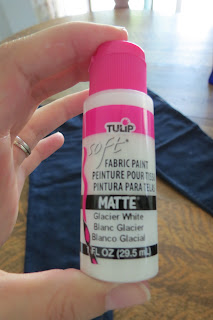 TULIP
soft
FABRIC PAINT
PEINTURE POUR
PINTURA PARA TELA
MATTE
Glacier White
Blanc Glacier
Blanco Glacial
FL OZ (29.5 mL)